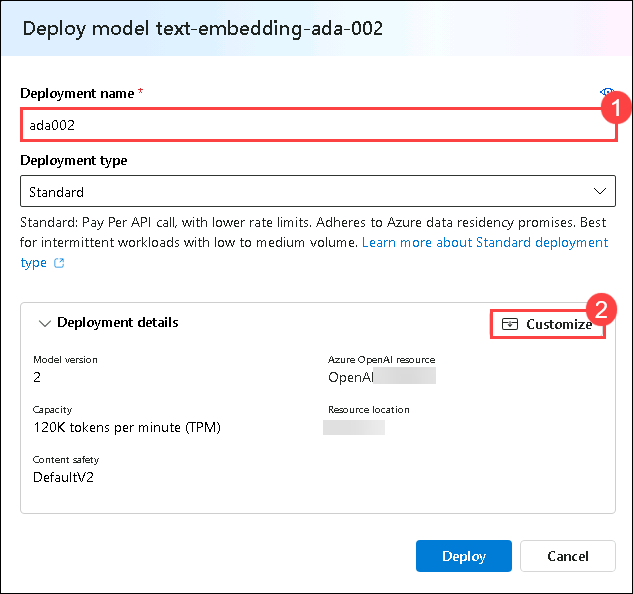 Deploy model text-embedding-ada-002
Deployment name *
1
ada002
Deployment type
Standard
Standard: Pay Per API call, with lower rate limits. Adheres to Azure data residency promises. Best
for intermittent workloads with low to medium volume. Learn more about Standard deployment
type
2
Deployment details
Customize
Model version
2
Azure OpenAI resource
OpenAI
Capacity
120K tokens per minute (TPM)
Resource location
Content safety
DefaultV2
Deploy
Cancel